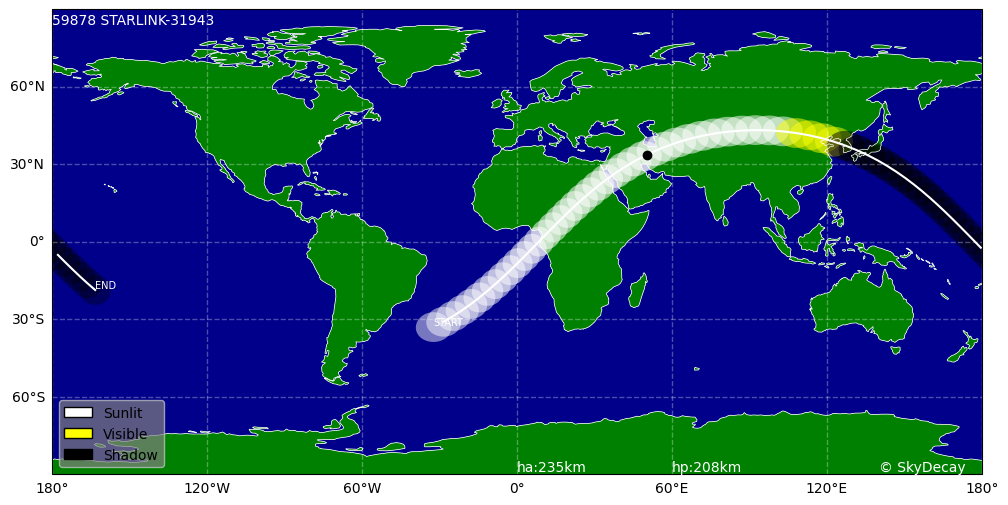 59878 STARLINK-31943
60°N
30°N
0°
30°S
60°S
END
START
Sunlit
Visible
Shadow
ha:235km hp:208km © SkyDecay
180° 120°W 60°W 0° 60°E 120°E 180°